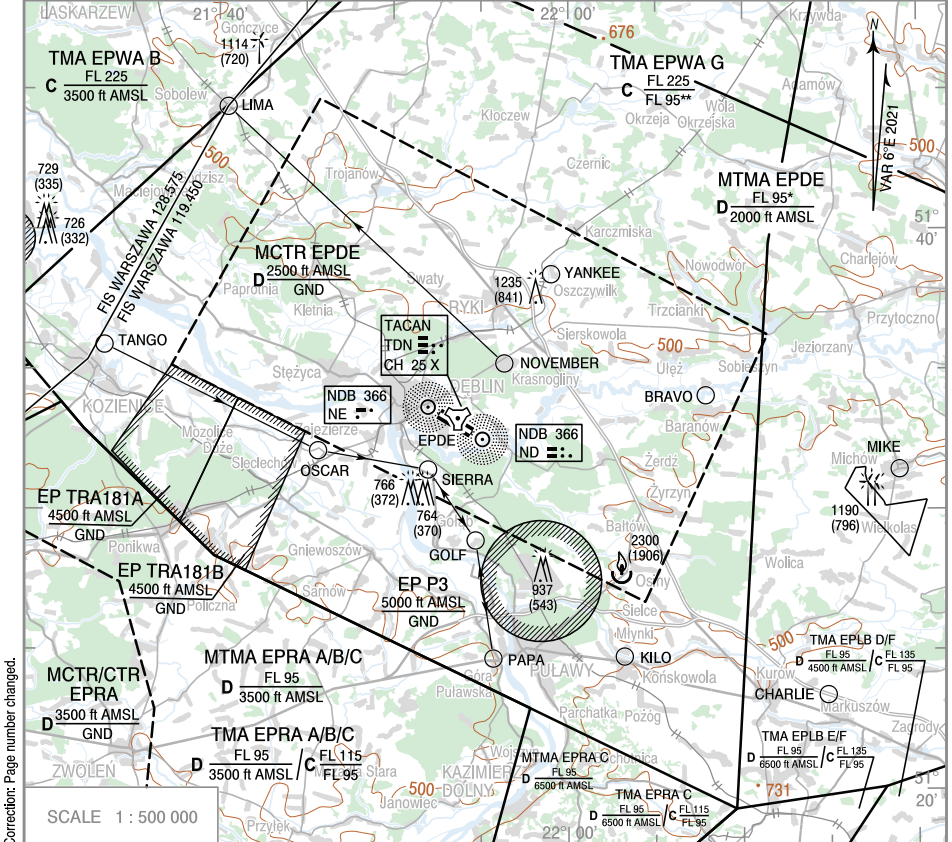 ŁASKARZEW
21°40'
22°00'
Krzywda
Gończyce
1114
(720)
.676
N
TMA EPWA B
C FL 225
3500 ft AMSL
TMA EPWA G
C FL 225
FL 95**
Adamów
Sobolew
LIMA
Kłoczew
Wola
Okrzeja
Okrzejska
VAR 6°E 2021
500
500
729
(335)
726
(332)
Trojanów
Czernic
MTMA EPDE
D FL 95*
2000 ft AMSL
51°
40'
FIS WARSZAWA 128.575
FIS WARSZAWA 119.450
Karczmiska
MCTR EPDE
D 2500 ft AMSL
GND
Charlejów
Nowodwór
Swaty
YANKEE
1235
(841)
Oszczywilk
Paprotnia
Kletnia
RYKI
Trzcianki
Przytoczno
TACAN
TDN
CH 25 X
Sierskowola
500
Jeziorzany
TANGO
NOVEMBER
Sobieszyn
Ułęż
Stężyca
DĘBLIN
Krasnogliny
KOZIENICE
NDB 366
NE
BRAVO
Baranów
EPDE
NDB 366
ND
Mozolice
Duże
Sieciechów
MIKE
Michów
OSCAR
Żerdź
SIERRA
766
(372)
764
(370)
EP TRA181A
4500 ft AMSL
GND
Żyrzyn
1190
(796)
Wielkolas
Gołąb
Bałtów
GOLF
2300
(1906)
Ponikwa
Gniewoszów
Wolica
EP TRA181B
4500 ft AMSL
GND
EP P3
5000 ft AMSL
GND
937
(543)
Osiny
Sarnów
Policzna
Sielce
Młynki
500
TMA EPLB D/F
D FL 95
4500 ft AMSL / C FL 135
FL 95
MTMA EPRA A/B/C
D FL 95
3500 ft AMSL
PAPA
KILO
PUŁAWY
MCTR/CTR
EPRA
D 3500 ft AMSL
GND
Góra
Puławska
Końskowola
Kurów
CHARLIE
Markuszów
Parchatka
Pożóg
Zagrody
TMA EPRA A/B/C
D FL 95
3500 ft AMSL / C FL 115
FL 95
TMA EPLB E/F
D FL 95
6500 ft AMSL / C FL 135
FL 95
MTMA EPRA C
D FL 95
6500 ft AMSL
ZWOLEŃ
Stara
KAZIMIERZ
DOLNY
500
731
51°
20'
TMA EPRA C
D FL 95
6500 ft AMSL / C FL 115
FL 95
Janowiec
SCALE 1 : 500 000
Przyłęk
22°00'
Correction: Page number changed.